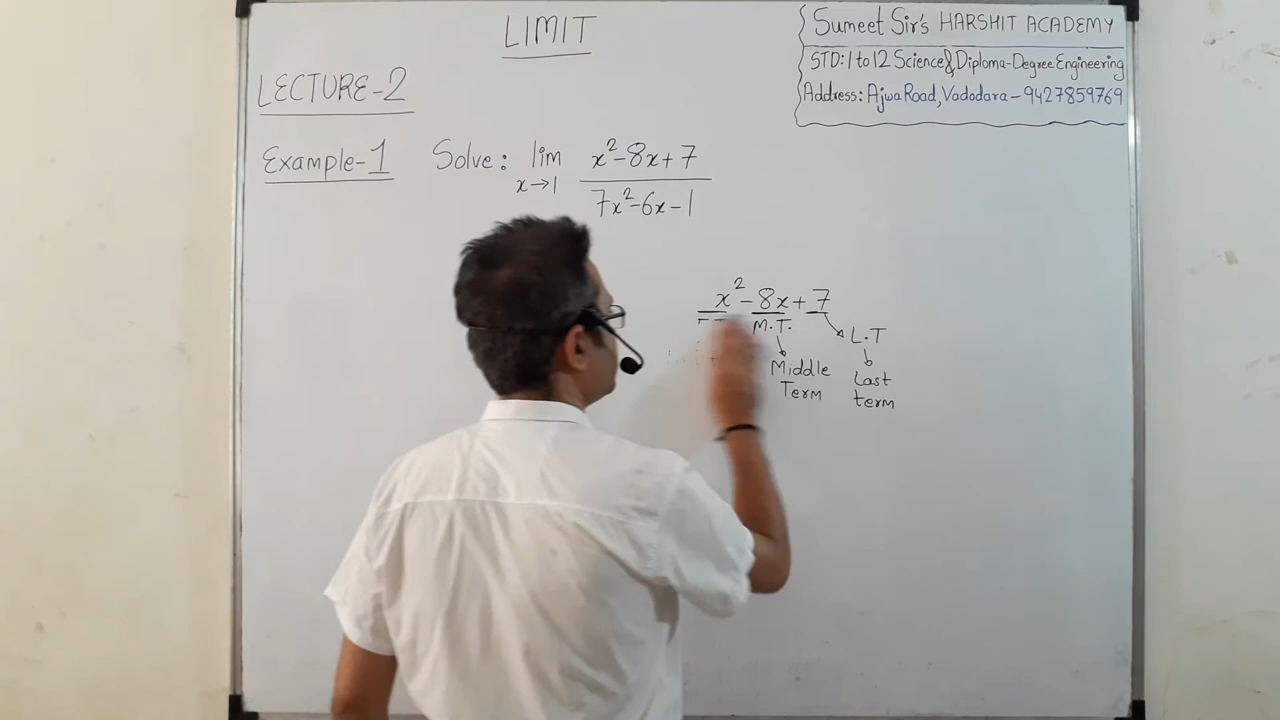 LIMIT
Sumeet Sir's HARSHIT ACADEMY
STD: 1 to 12 Science & Diploma-Degree Engineering
Address: Ajwa Road, Vadodara - 9427859769
LECTURE-2
Example-1 Solve: lim x→1 (x²-8x+7)/(7x²-6x-1)
x²-8x+7
M.T.
L.T
Middle
Term
Last
term